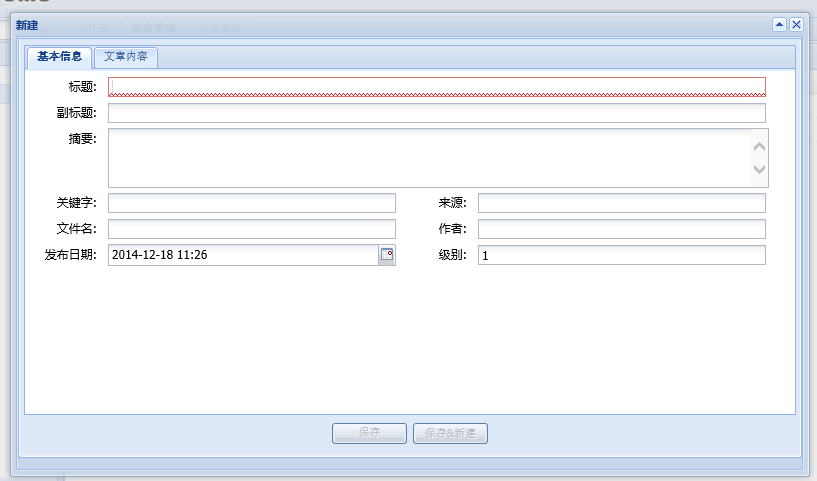 新建
基本信息 文章内容
标题:
副标题:
摘要:
关键字: 来源:
文件名: 作者:
发布日期: 2014-12-18 11:26 级别: 1
保存 保存&新建